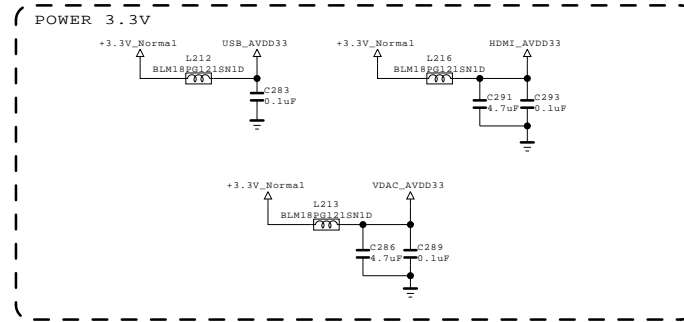 POWER 3.3V
+3.3V_Normal
USB_AVDD33
L212
BLM18PG121SN1D
C283
0.1uF
+3.3V_Normal
HDMI_AVDD33
L216
BLM18PG121SN1D
C291
4.7uF
C293
0.1uF
+3.3V_Normal
VDAC_AVDD33
L213
BLM18PG121SN1D
C286
4.7uF
C289
0.1uF